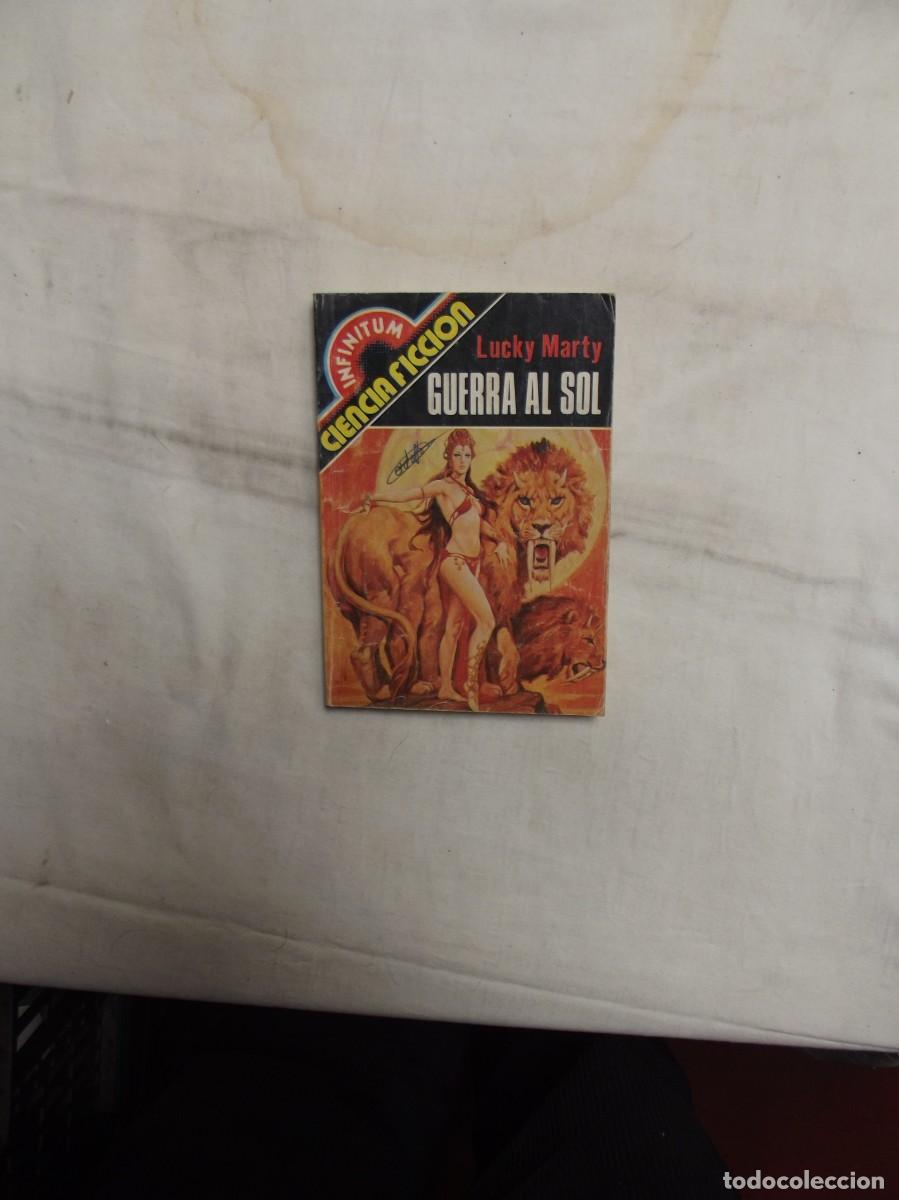 INFINITUM
CIENCIA FICCION
Lucky Marty
GUERRA AL SOL
todocoleccion